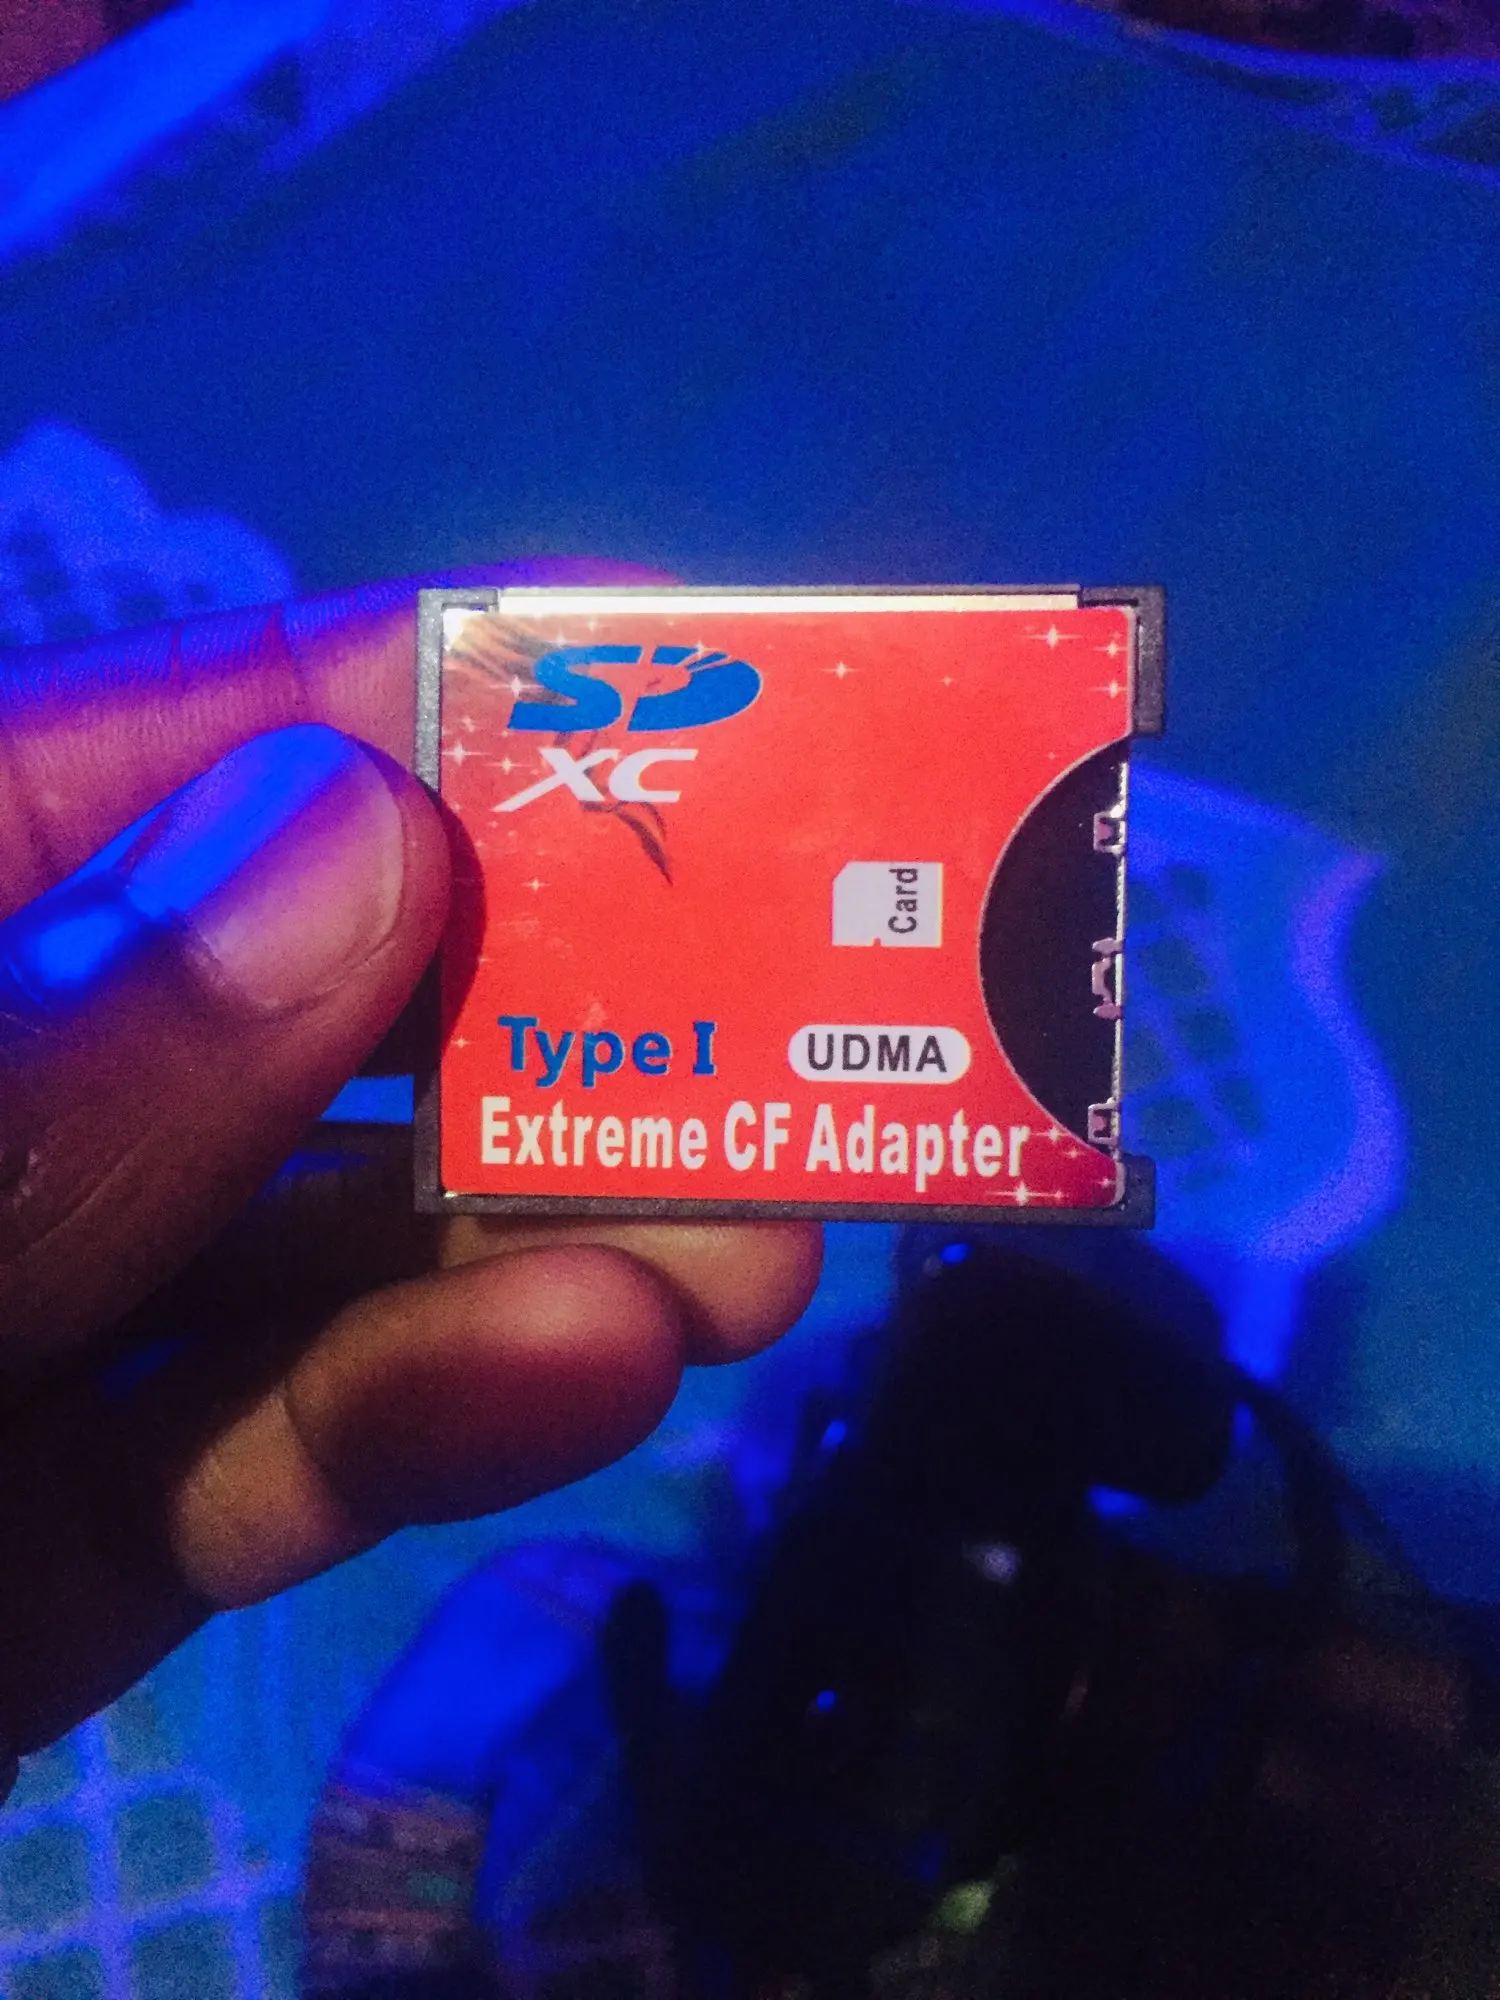 SD
XC
Card
Type I UDMA
Extreme CF Adapter